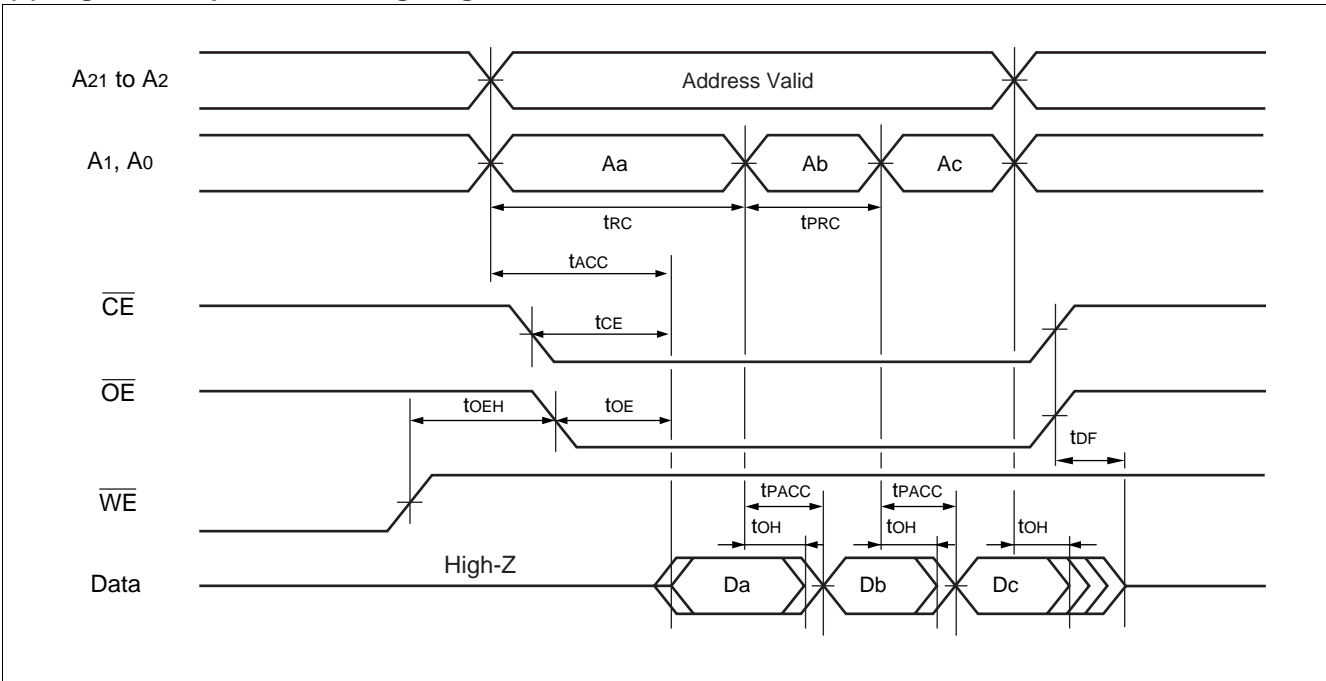 A21 to A2
Address Valid
A1, A0
Aa
Ab
Ac
tRC
tPRC
tACC
CE
tCE
OE
tOEH
tOE
tDF
WE
tPACC
tPACC
tOH
tOH
tOH
High-Z
Data
Da
Db
Dc